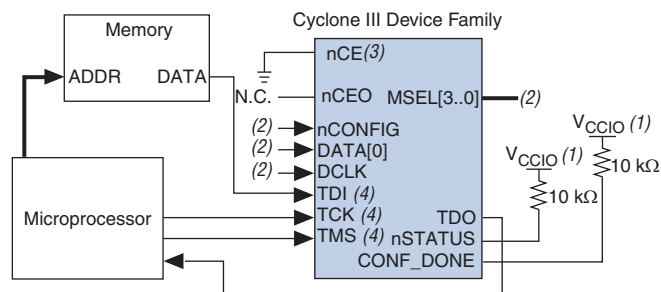 Cyclone III Device Family
Memory
ADDR DATA
nCE (3)
N.C. nCEO
MSEL[3..0] (2)
(2) nCONFIG
(2) DATA[0]
(2) DCLK
TDI (4)
TCK (4)
TMS (4)
TDO
nSTATUS
CONF_DONE
Microprocessor
VCCIO (1)
10 kΩ
VCCIO (1)
10 kΩ